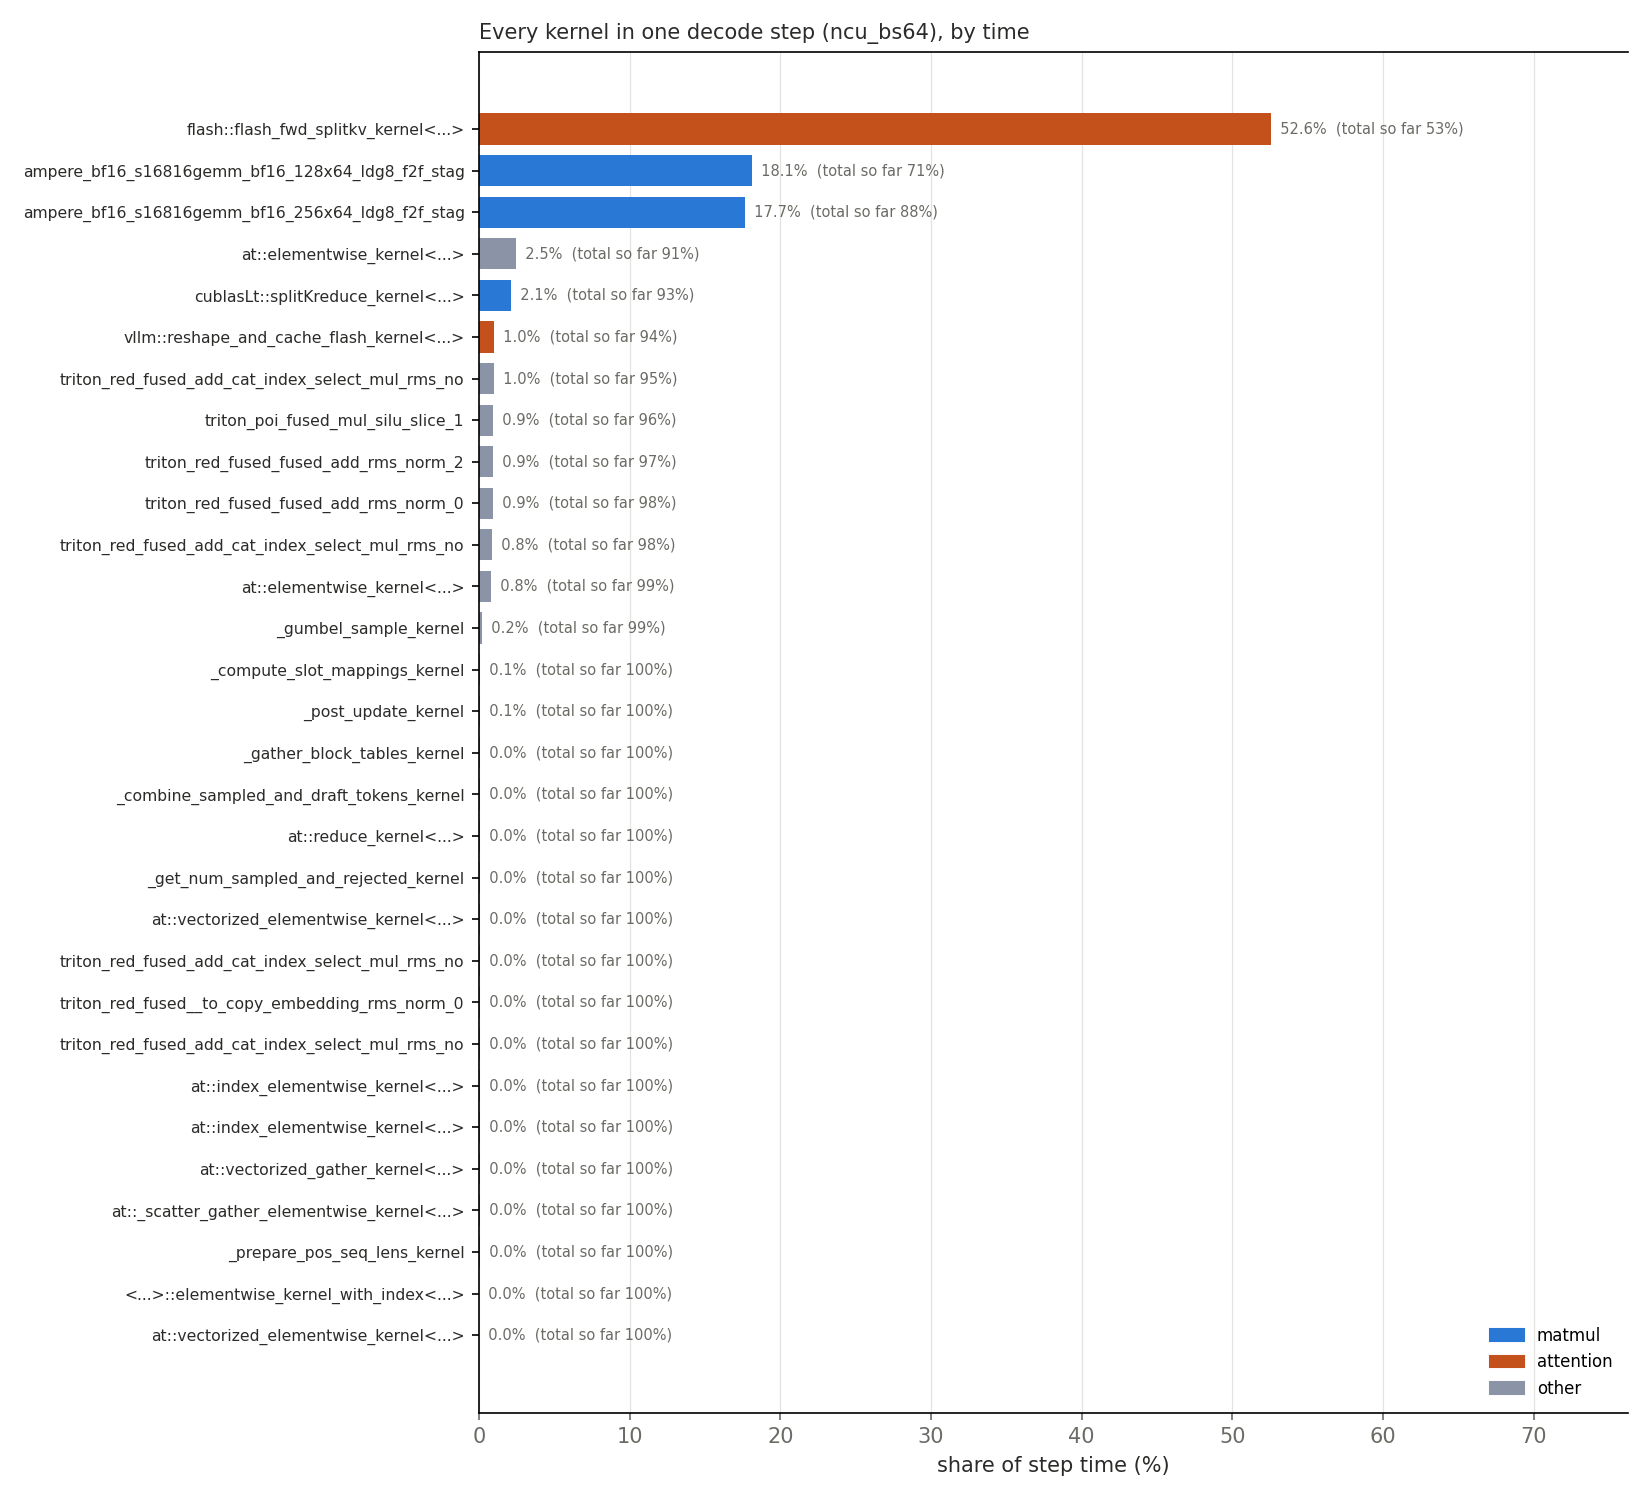 Every kernel in one decode step (ncu_bs64), by time
flash::flash_fwd_splitkv_kernel<...> 52.6% (total so far 53%)
ampere_bf16_s16816gemm_bf16_128x64_ldg8_f2f_stag 18.1% (total so far 71%)
ampere_bf16_s16816gemm_bf16_256x64_ldg8_f2f_stag 17.7% (total so far 88%)
at::elementwise_kernel<...> 2.5% (total so far 91%)
cublasLt::splitKreduce_kernel<...> 2.1% (total so far 93%)
vllm::reshape_and_cache_flash_kernel<...> 1.0% (total so far 94%)
triton_red_fused_add_cat_index_select_mul_rms_no 1.0% (total so far 95%)
triton_poi_fused_mul_silu_slice_1 0.9% (total so far 96%)
triton_red_fused_fused_add_rms_norm_2 0.9% (total so far 97%)
triton_red_fused_fused_add_rms_norm_0 0.9% (total so far 98%)
triton_red_fused_add_cat_index_select_mul_rms_no 0.8% (total so far 98%)
at::elementwise_kernel<...> 0.8% (total so far 99%)
_gumbel_sample_kernel 0.2% (total so far 99%)
_compute_slot_mappings_kernel 0.1% (total so far 100%)
_post_update_kernel 0.1% (total so far 100%)
_gather_block_tables_kernel 0.0% (total so far 100%)
_combine_sampled_and_draft_tokens_kernel 0.0% (total so far 100%)
at::reduce_kernel<...> 0.0% (total so far 100%)
_get_num_sampled_and_rejected_kernel 0.0% (total so far 100%)
at::vectorized_elementwise_kernel<...> 0.0% (total so far 100%)
triton_red_fused_add_cat_index_select_mul_rms_no 0.0% (total so far 100%)
triton_red_fused__to_copy_embedding_rms_norm_0 0.0% (total so far 100%)
triton_red_fused_add_cat_index_select_mul_rms_no 0.0% (total so far 100%)
at::index_elementwise_kernel<...> 0.0% (total so far 100%)
at::index_elementwise_kernel<...> 0.0% (total so far 100%)
at::vectorized_gather_kernel<...> 0.0% (total so far 100%)
at::_scatter_gather_elementwise_kernel<...> 0.0% (total so far 100%)
_prepare_pos_seq_lens_kernel 0.0% (total so far 100%)
<...>::elementwise_kernel_with_index<...> 0.0% (total so far 100%)
at::vectorized_elementwise_kernel<...> 0.0% (total so far 100%)
matmul
attention
other
0 10 20 30 40 50 60 70
share of step time (%)